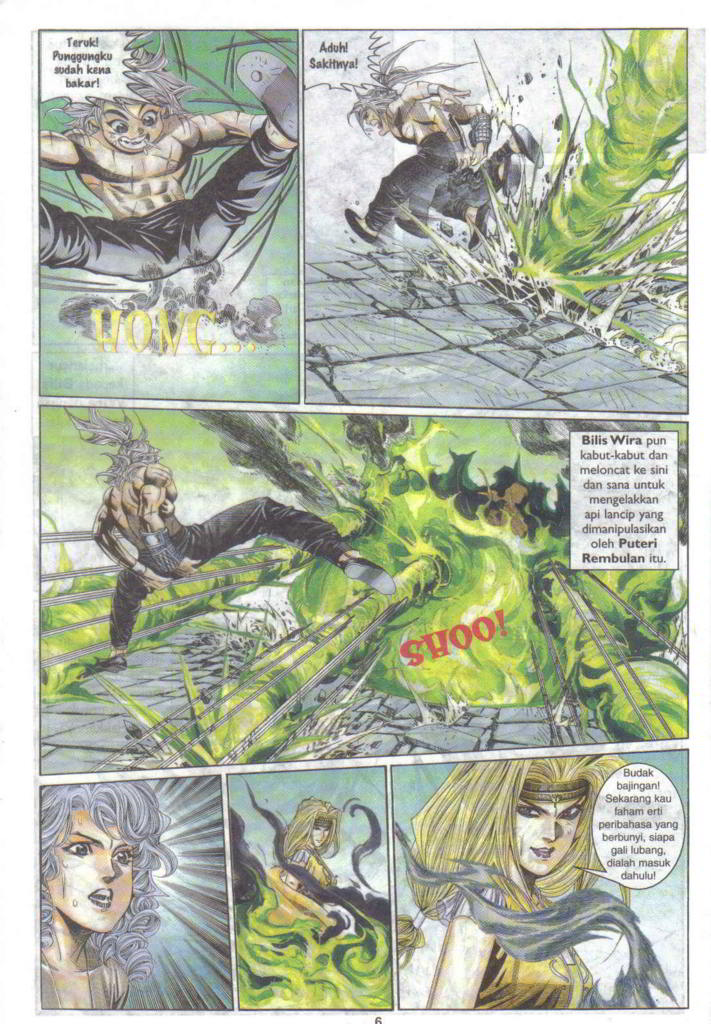 Teruk!
Punggungku
sudah kena
bakar!
Aduh!
Sakitnya!
HONG...
Bilis Wira pun
kabut-kabut dan
meloncat ke sini
dan sana untuk
mengelakkan
api lancip yang
dimanipulasikan
oleh Puteri
Rembulan itu.
SHOO!
Budak
bajingan!
Sekarang kau
faham erti
peribahasa yang
berbunyi, siapa
gali lubang,
dialah masuk
dahulu!
6